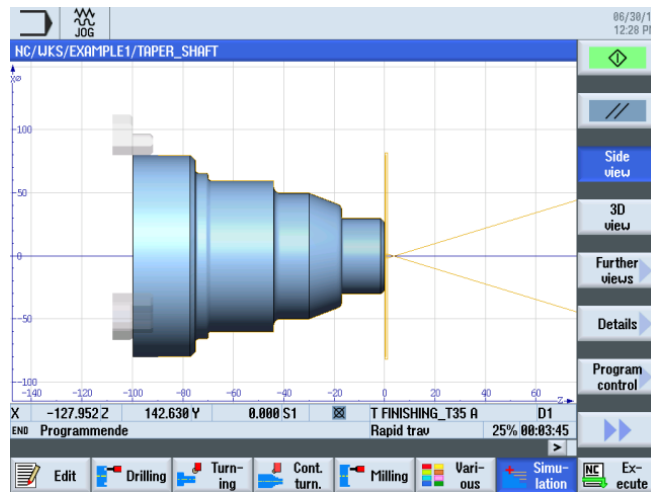 JOG
06/30/1
12:28 P
NC/WKS/EXAMPLE1/TAPER_SHAFT
100
50
0
-50
-100
-140 -120 -100 -80 -60 -40 -20 0 20 40 60 Z
Side view
3D view
Further views
Details
Program control
X -127.952 Z 142.630 Y 0.000 S1 T FINISHING_T35 A D1
END Programmende Rapid trav 25% 00:03:45
>
Edit Drilling Turn- ing Cont. turn. Milling Vari- ous Simu- lation NC Ex- ecute